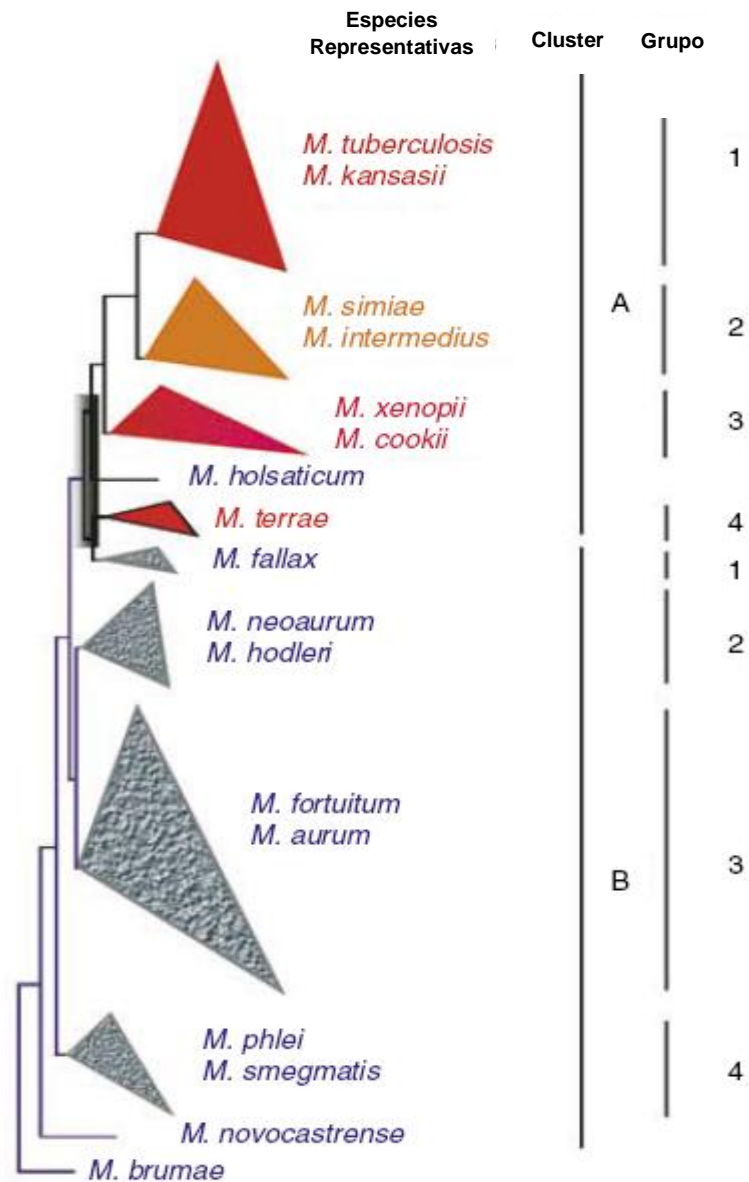 Especies
Representativas
Cluster
Grupo
M. tuberculosis
M. kansasii
1
A
M. simiae
M. intermedius
2
M. xenopii
M. cookii
3
M. holsaticum
M. terrae
4
M. fallax
1
M. neoaurum
M. hodleri
2
M. fortuitum
M. aurum
3
B
M. phlei
M. smegmatis
4
M. novocastrense
M. brumae